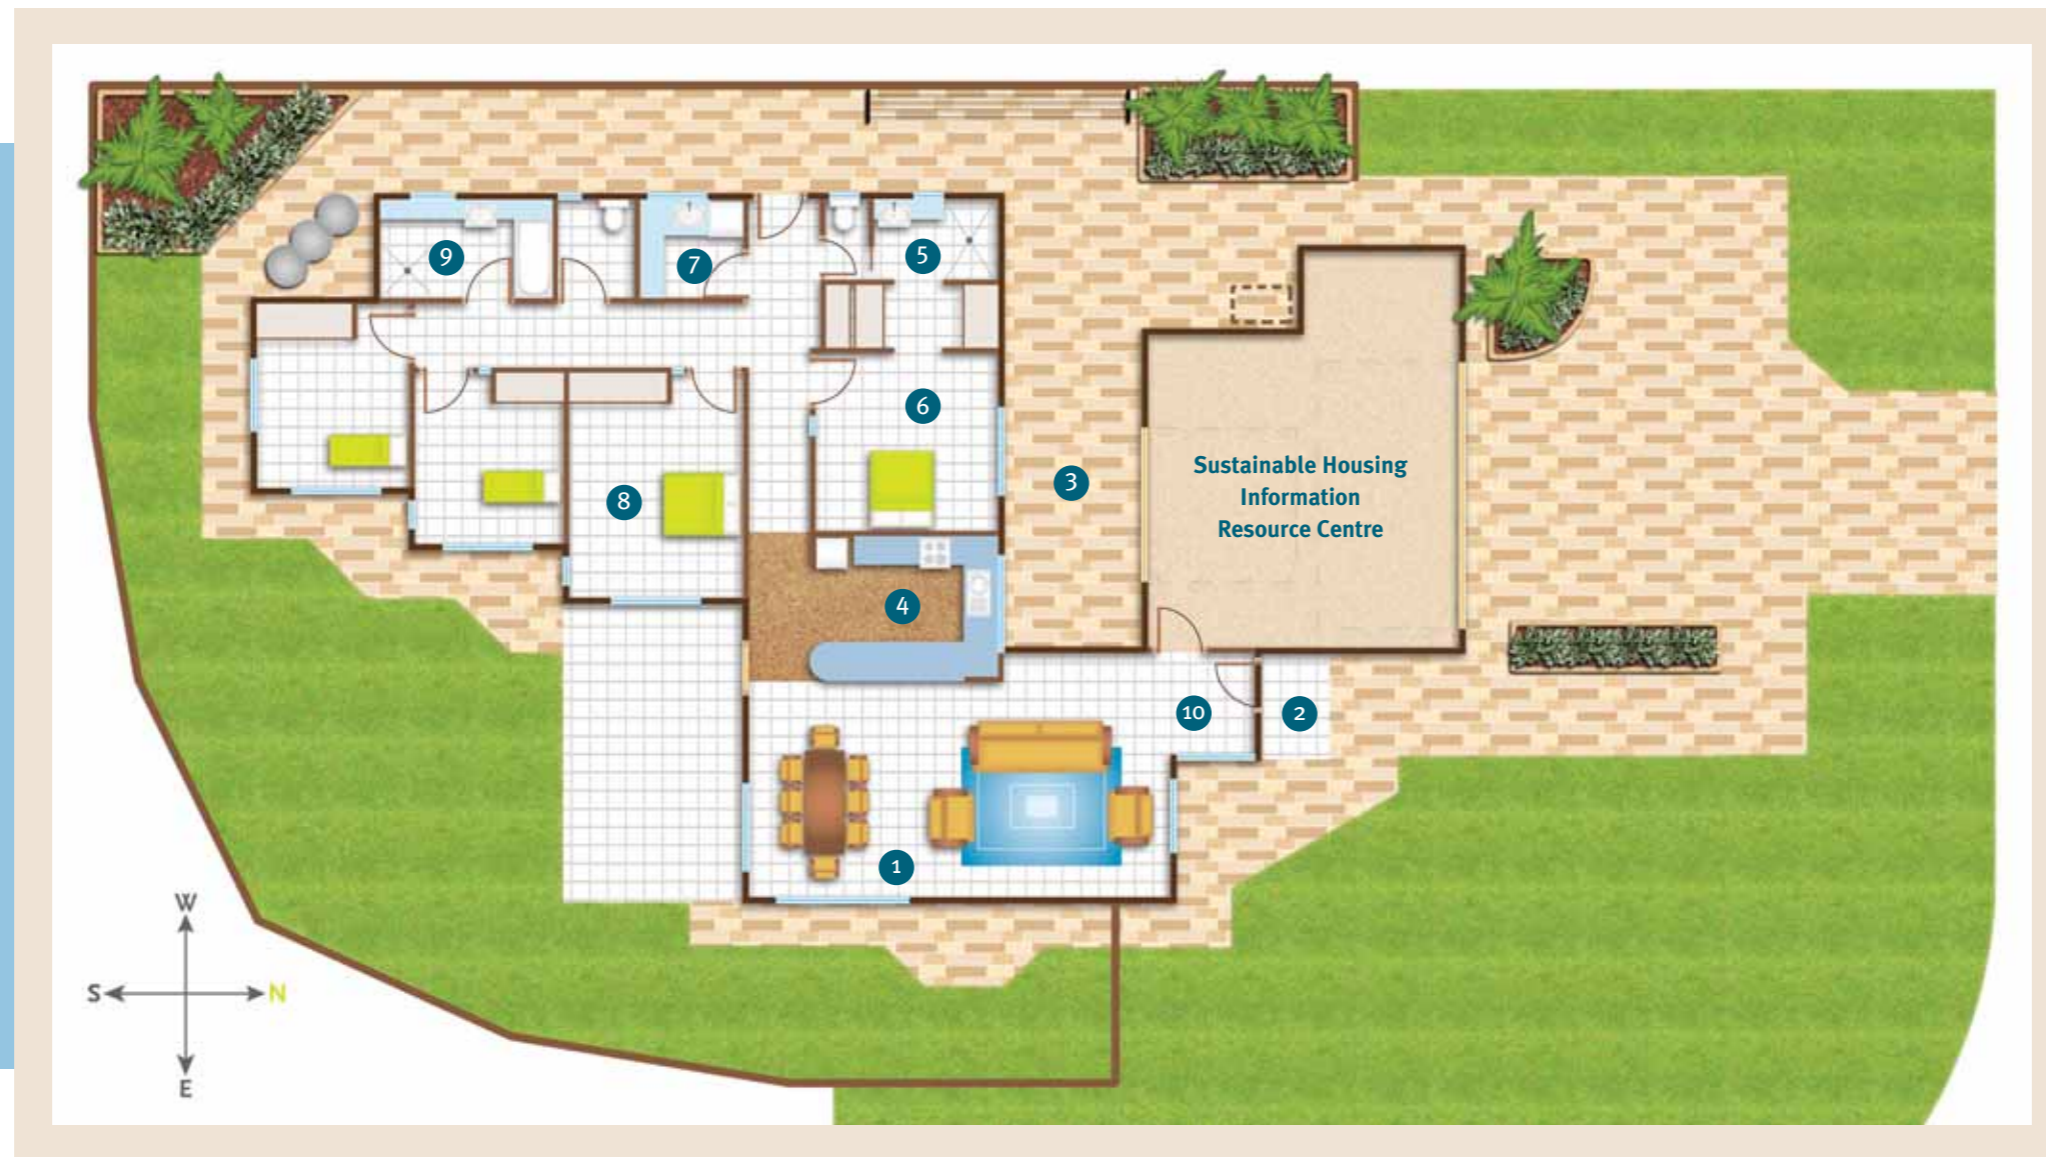 9
7
5
6
8
3
Sustainable Housing
Information
Resource Centre
4
10
2
1
W
S
N
E